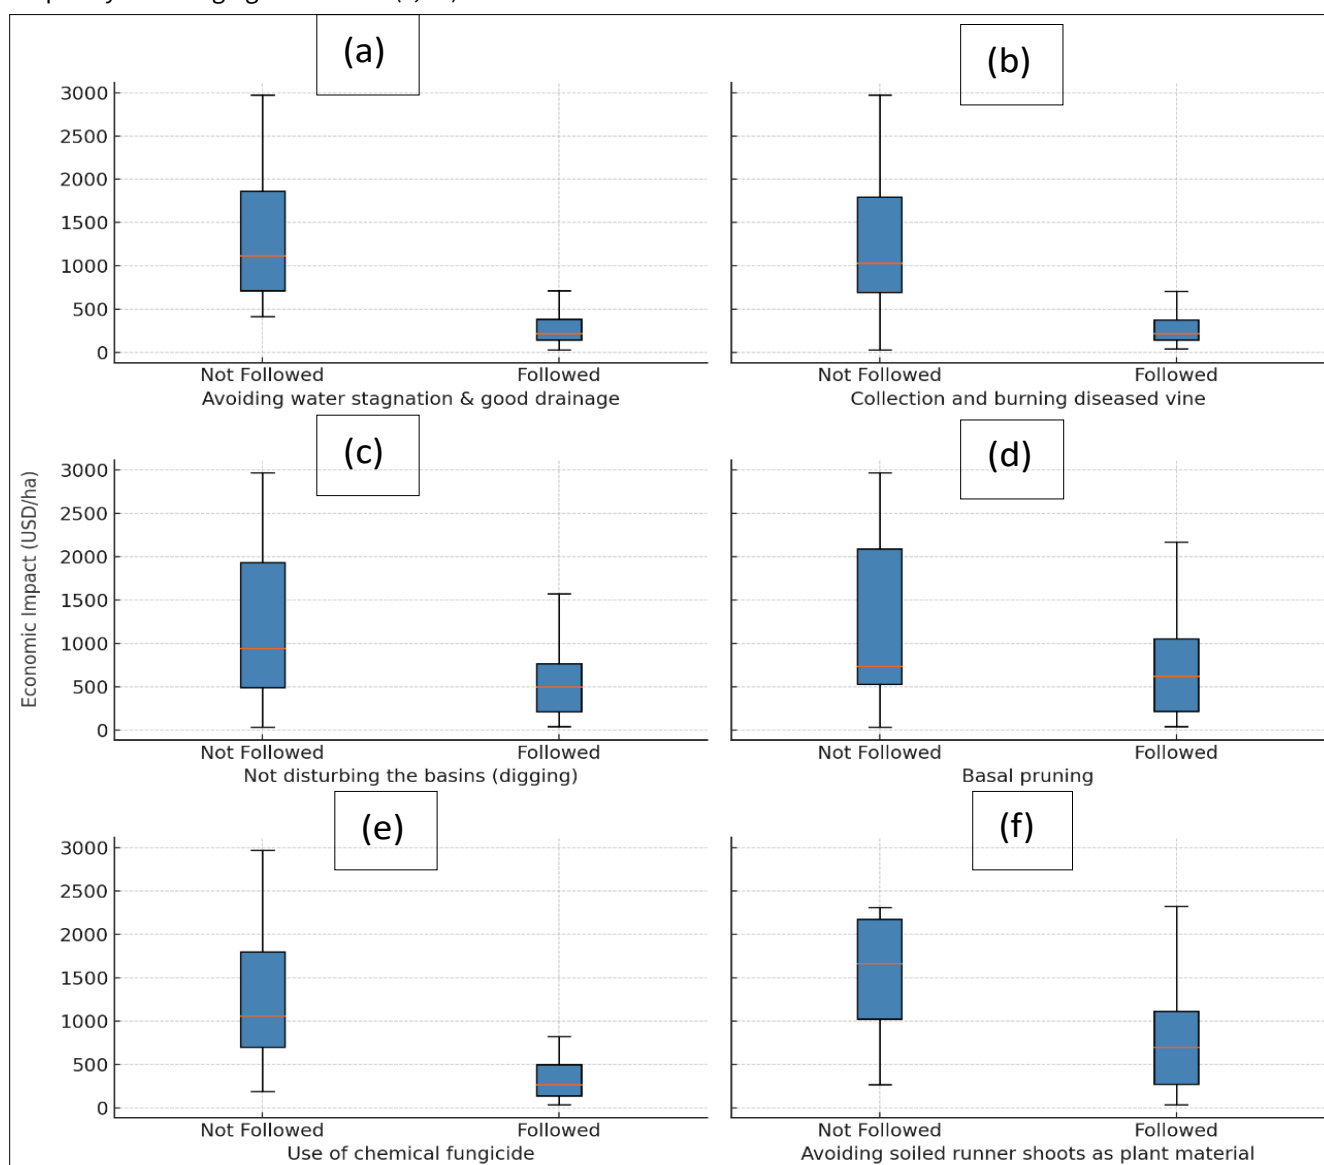 (a)
(b)
3000
2500
2000
1500
1000
500
0
Not Followed Followed Not Followed Followed
Avoiding water stagnation & good drainage Collection and burning diseased vine
(c)
(d)
Economic Impact (USD/ha)
3000
2500
2000
1500
1000
500
0
Not Followed Followed Not Followed Followed
Not disturbing the basins (digging) Basal pruning
(e)
(f)
3000
2500
2000
1500
1000
500
0
Not Followed Followed Not Followed Followed
Use of chemical fungicide Avoiding soiled runner shoots as plant material